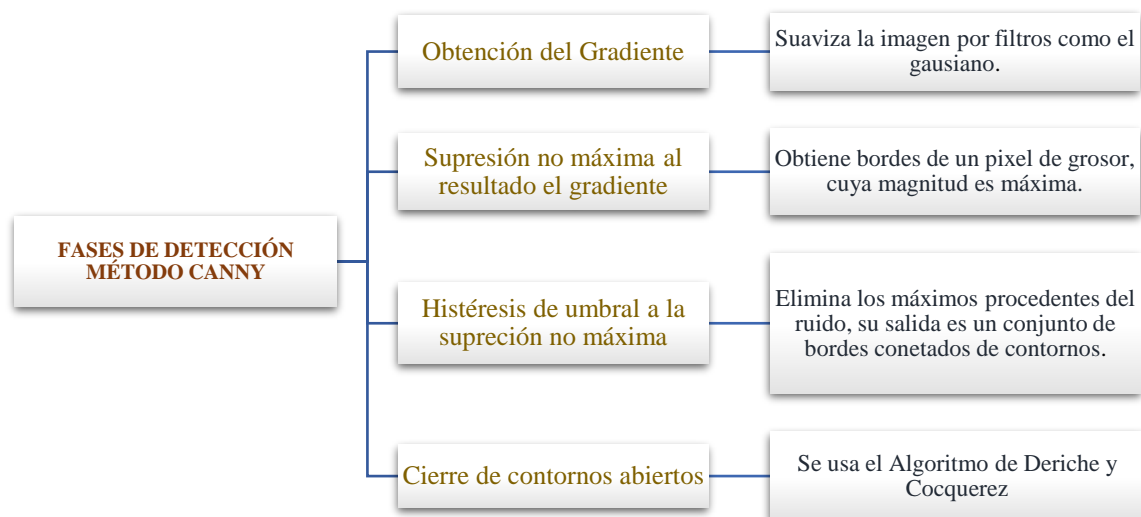 FASES DE DETECCIÓN
MÉTODO CANNY
Obtención del Gradiente
Suaviza la imagen por filtros como el
gausiano.
Supresión no máxima al
resultado el gradiente
Obtiene bordes de un pixel de grosor,
cuya magnitud es máxima.
Histéresis de umbral a la
supreción no máxima
Elimina los máximos procedentes del
ruido, su salida es un conjunto de
bordes conetados de contornos.
Cierre de contornos abiertos
Se usa el Algoritmo de Deriche y
Cocquerez